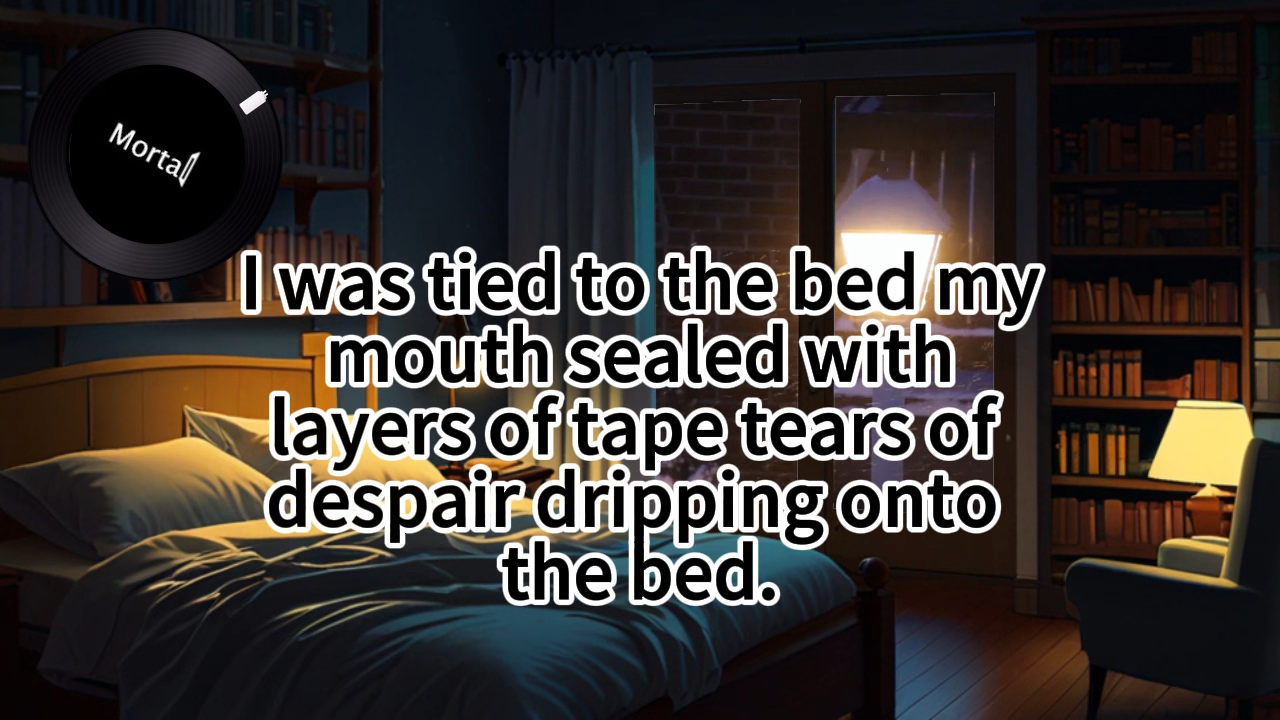 Mortal
I was tied to the bed my
mouth sealed with
layers of tape tears of
despair dripping onto
the bed.